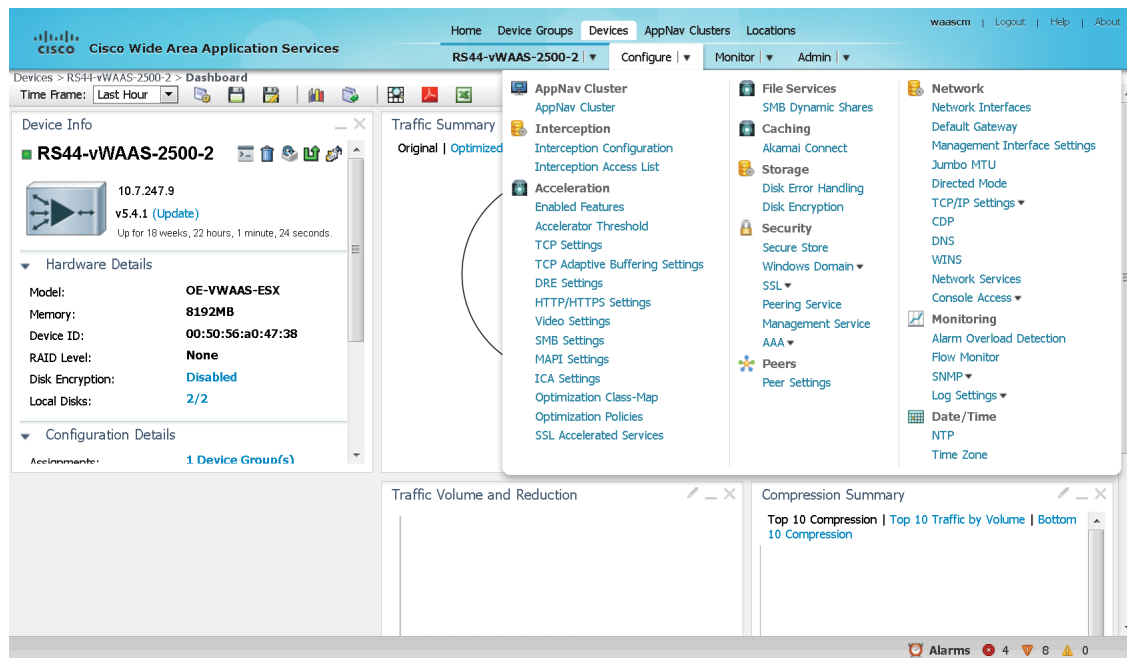 cisco Cisco Wide Area Application Services
Home Device Groups Devices AppNav Clusters Locations
waascm | Logout | Help | About
RS44-vWAAS-2500-2 | Configure | Monitor | Admin |
Devices > RS44-vWAAS-2500-2 > Dashboard
Time Frame: Last Hour
Device Info
RS44-vWAAS-2500-2
10.7.247.9
v5.4.1 (Update)
Up for 18 weeks, 22 hours, 1 minute, 24 seconds.
Hardware Details
Model: OE-VWAAS-ESX
Memory: 8192MB
Device ID: 00:50:56:a0:47:38
RAID Level: None
Disk Encryption: Disabled
Local Disks: 2/2
Configuration Details
Assignments: 1 Device Group(s)
Traffic Summary
Original | Optimized
AppNav Cluster
AppNav Cluster
Interception
Interception Configuration
Interception Access List
Acceleration
Enabled Features
Accelerator Threshold
TCP Settings
TCP Adaptive Buffering Settings
DRE Settings
HTTP/HTTPS Settings
Video Settings
SMB Settings
MAPI Settings
ICA Settings
Optimization Class-Map
Optimization Policies
SSL Accelerated Services
File Services
SMB Dynamic Shares
Caching
Akamai Connect
Storage
Disk Error Handling
Disk Encryption
Security
Secure Store
Windows Domain
SSL
Peering Service
Management Service
AAA
Peers
Peer Settings
Network
Network Interfaces
Default Gateway
Management Interface Settings
Jumbo MTU
Directed Mode
TCP/IP Settings
CDP
DNS
WINS
Network Services
Console Access
Monitoring
Alarm Overload Detection
Flow Monitor
SNMP
Log Settings
Date/Time
NTP
Time Zone
Traffic Volume and Reduction
Compression Summary
Top 10 Compression | Top 10 Traffic by Volume | Bottom
10 Compression
Alarms 4 8 0